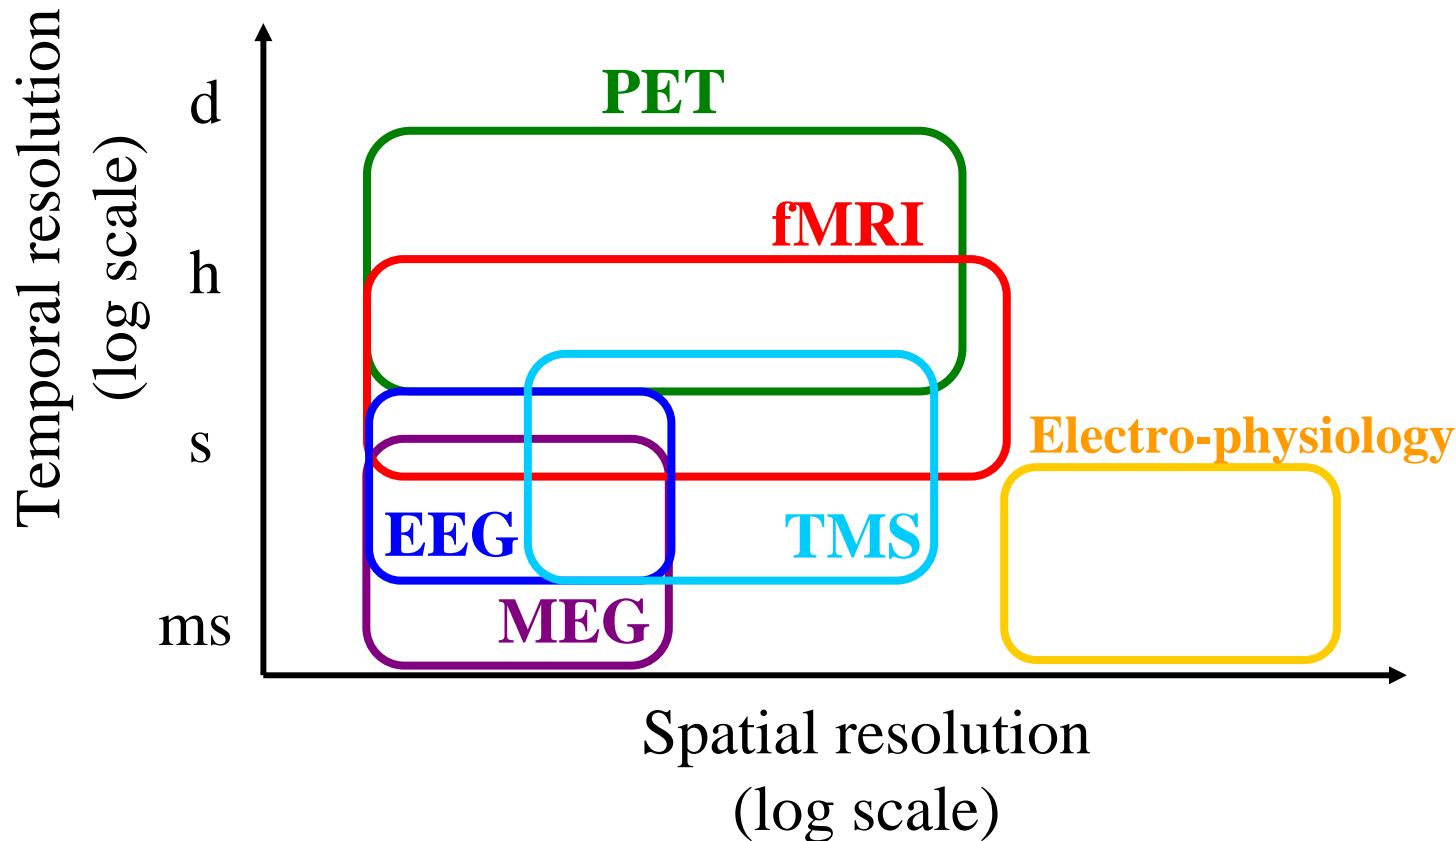 Temporal resolution
(log scale)
d
h
s
ms
PET
fMRI
Electro-physiology
EEG
TMS
MEG
Spatial resolution
(log scale)